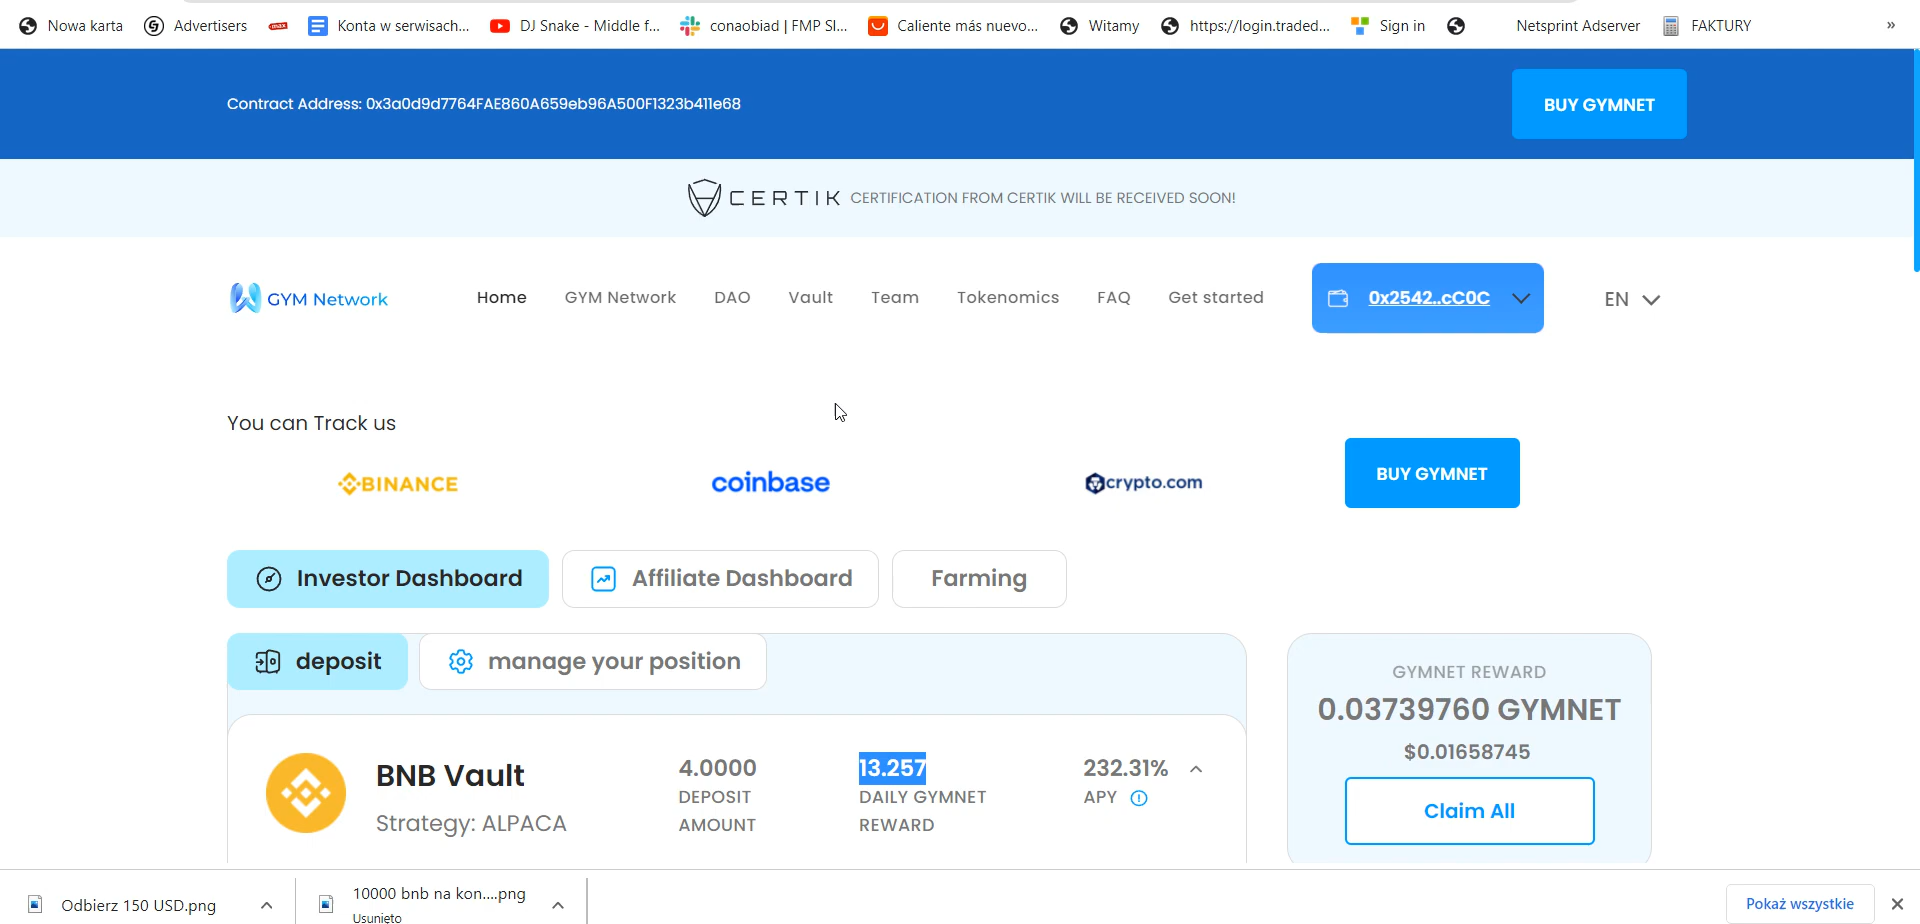 Nowa karta Advertisers max Konta w serwisach... DJ Snake - Middle f... conaobiad | FMP Sl... Caliente más nuevo... Witamy https://login.traded... Sign in Netsprint Adserver FAKTURY »
Contract Address: 0x3a0d9d7764FAE860A659eb96A500F1323b411e68
BUY GYMNET
CERTIK CERTIFICATION FROM CERTIK WILL BE RECEIVED SOON!
GYM Network Home GYM Network DAO Vault Team Tokenomics FAQ Get started 0x2542..cC0C EN
You can Track us
BINANCE coinbase crypto.com BUY GYMNET
Investor Dashboard Affiliate Dashboard Farming
deposit manage your position
GYMNET REWARD
0.03739760 GYMNET
$0.01658745
Claim All
BNB Vault
Strategy: ALPACA
4.0000
DEPOSIT
AMOUNT
13.257
DAILY GYMNET
REWARD
232.31%
APY
Odbierz 150 USD.png
10000 bnb na kon....png
Usunięto
Pokaż wszystkie